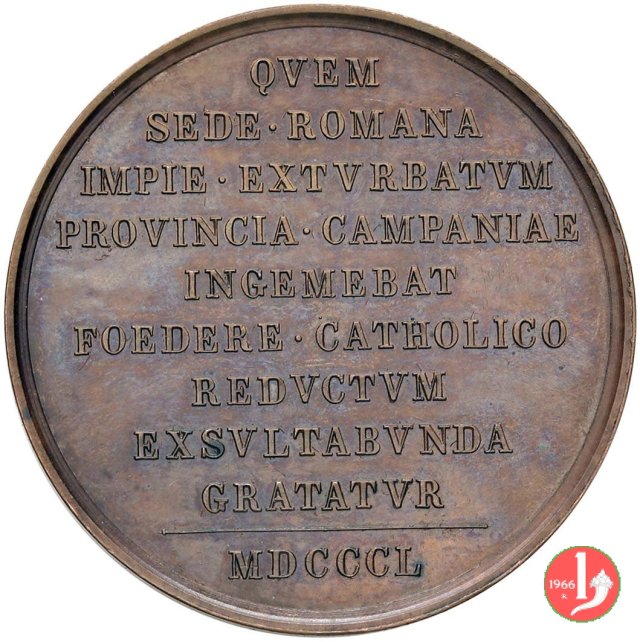 QVEM
SEDE · ROMANA
IMPIE · EXTVRBATVM
PROVINCIA · CAMPANIAE
INGEMEBAT
FOEDERE · CATHOLICO
REDVCTVM
EXSVLTABVNDA
GRATATVR
MDCCCL
1966